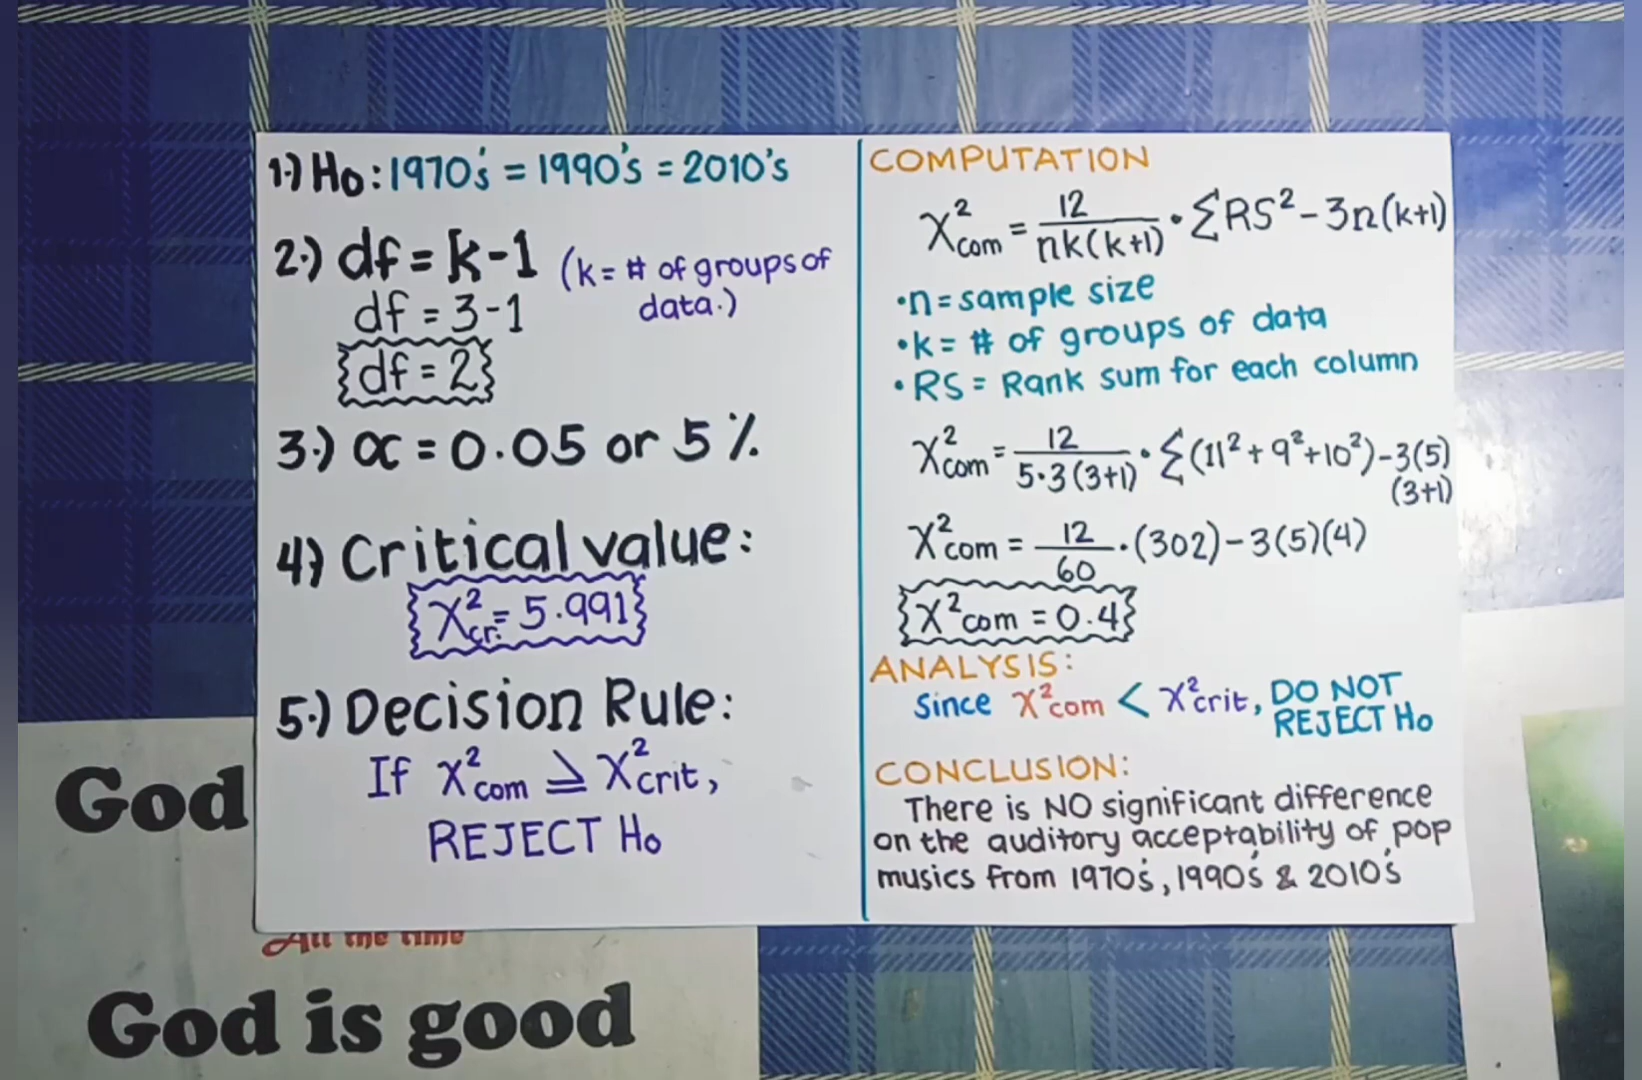 1.) Ho: 1970's = 1990's = 2010's
2.) df = k-1 (k = # of groups of
data.)
df = 3-1
df = 2
3.) α = 0.05 or 5%
4.) Critical value:
X²cr. = 5.991
5.) Decision Rule:
If X²com ≥ X²crit,
REJECT Ho
COMPUTATION
X²com = 12/nk(k+1) • ΣRS² - 3n(k+1)
•n = sample size
•k = # of groups of data
•RS = Rank sum for each column
X²com = 12/5·3(3+1) • Σ(11² + 9² + 10²) - 3(5)
(3+1)
X²com = 12/60 • (302) - 3(5)(4)
X²com = 0.4
ANALYSIS:
Since X²com < X²crit, DO NOT
REJECT Ho
CONCLUSION:
There is NO significant difference
on the auditory acceptability of pop
musics from 1970's, 1990's & 2010's
God
All the time
God is good